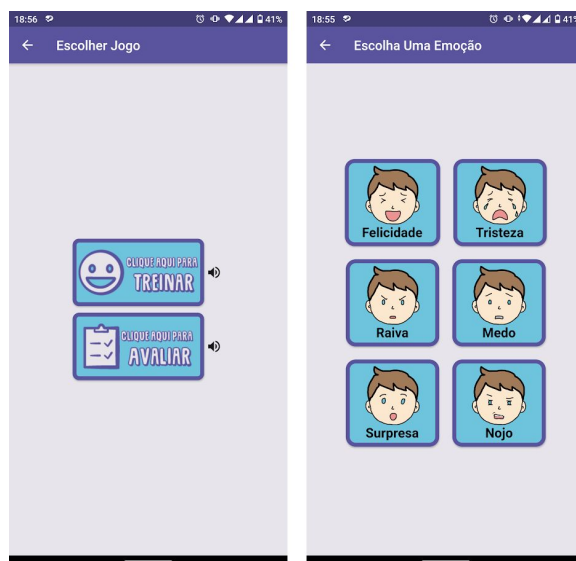 18:56
41%
Escolher Jogo
CLIQUE AQUI PARA
TREINAR
CLIQUE AQUI PARA
AVALIAR
18:55
41%
Escolha Uma Emoção
Felicidade
Tristeza
Raiva
Medo
Surpresa
Nojo